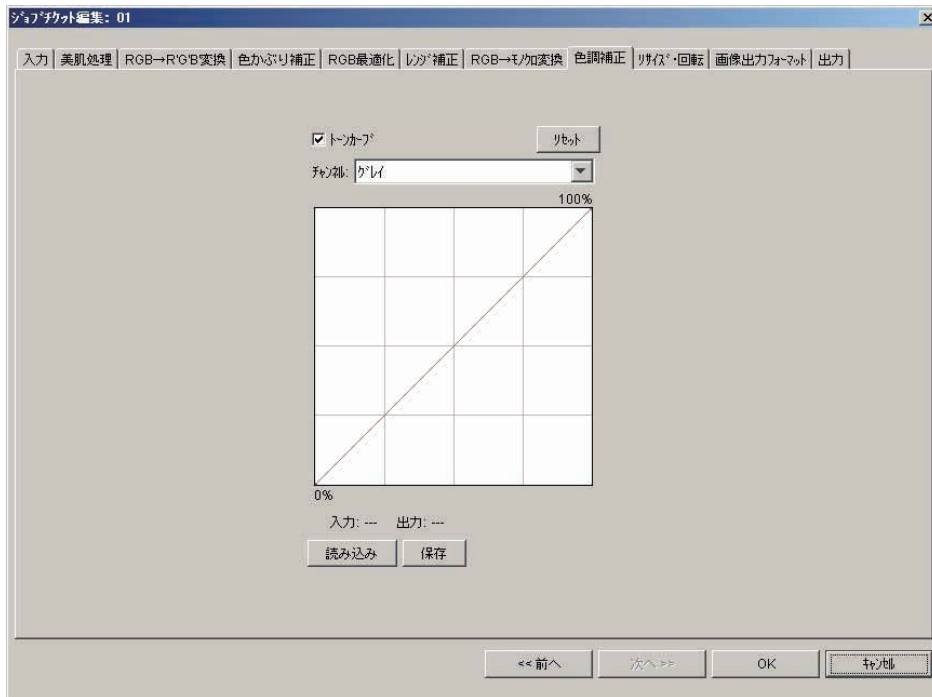 ｼﾞｮﾌﾞﾁｹｯﾄ編集: 01
入力 美肌処理 RGB→R'G'B'変換 色かぶり補正 RGB最適化 ﾚﾝｼﾞ補正 RGB→ﾓﾉｸﾛ変換 色調補正 ﾘｻｲｽﾞ・回転 画像出力ﾌｫｰﾏｯﾄ 出力
ﾄｰﾝｶｰﾌﾞ リセット
ﾁｬﾝﾈﾙ: ｸﾞﾚｲ
100%
0%
入力: --- 出力: ---
読み込み 保存
<< 前へ 次へ >> OK ｷｬﾝｾﾙ